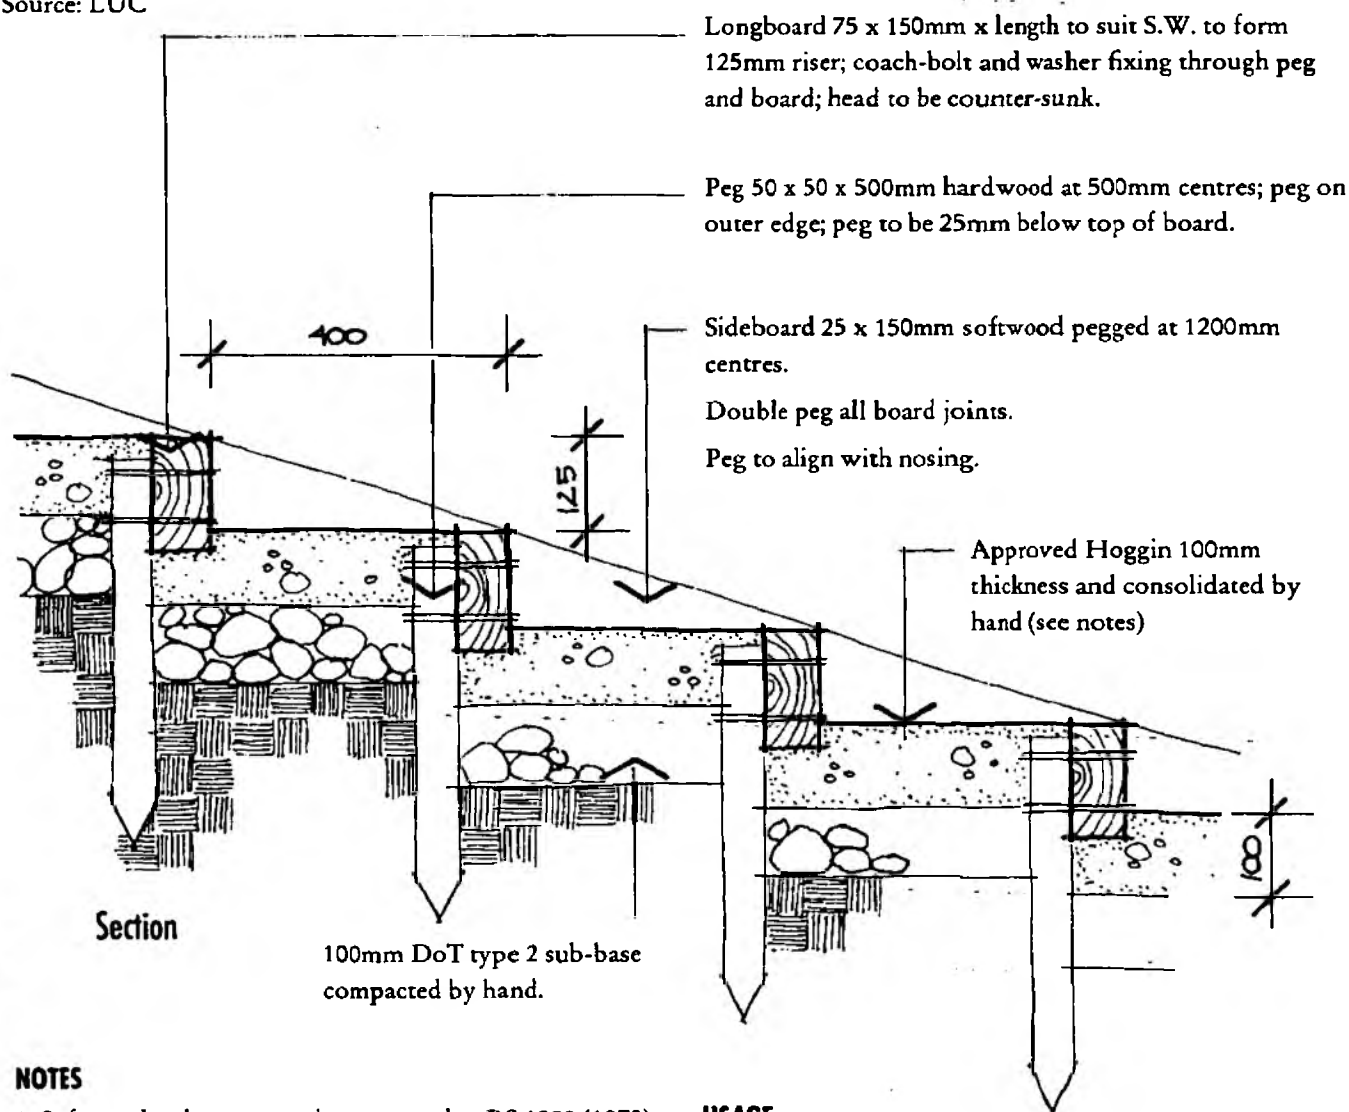 Source: LUC
Longboard 75 x 150mm x length to suit S.W. to form
125mm riser; coach-bolt and washer fixing through peg
and board; head to be counter-sunk.
Peg 50 x 50 x 500mm hardwood at 500mm centres; peg on
outer edge; peg to be 25mm below top of board.
Sideboard 25 x 150mm softwood pegged at 1200mm
centres.
Double peg all board joints.
Peg to align with nosing.
400
125
Approved Hoggin 100mm
thickness and consolidated by
hand (see notes)
100
Section
100mm DoT type 2 sub-base
compacted by hand.
NOTES
USAGE